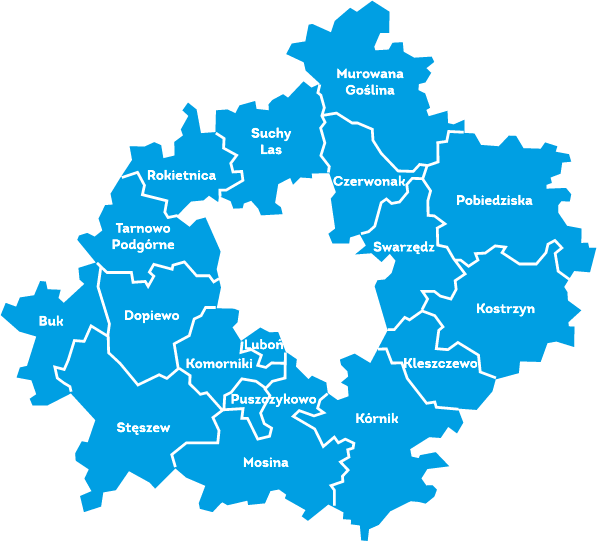 Murowana
Goślina
Suchy
Las
Rokietnica
Czerwonak
Pobiedziska
Tarnowo
Podgórne
Swarzędz
Kostrzyn
Buk
Dopiewo
Luboń
Komorniki
Kleszczewo
Puszczykowo
Kórnik
Stęszew
Mosina